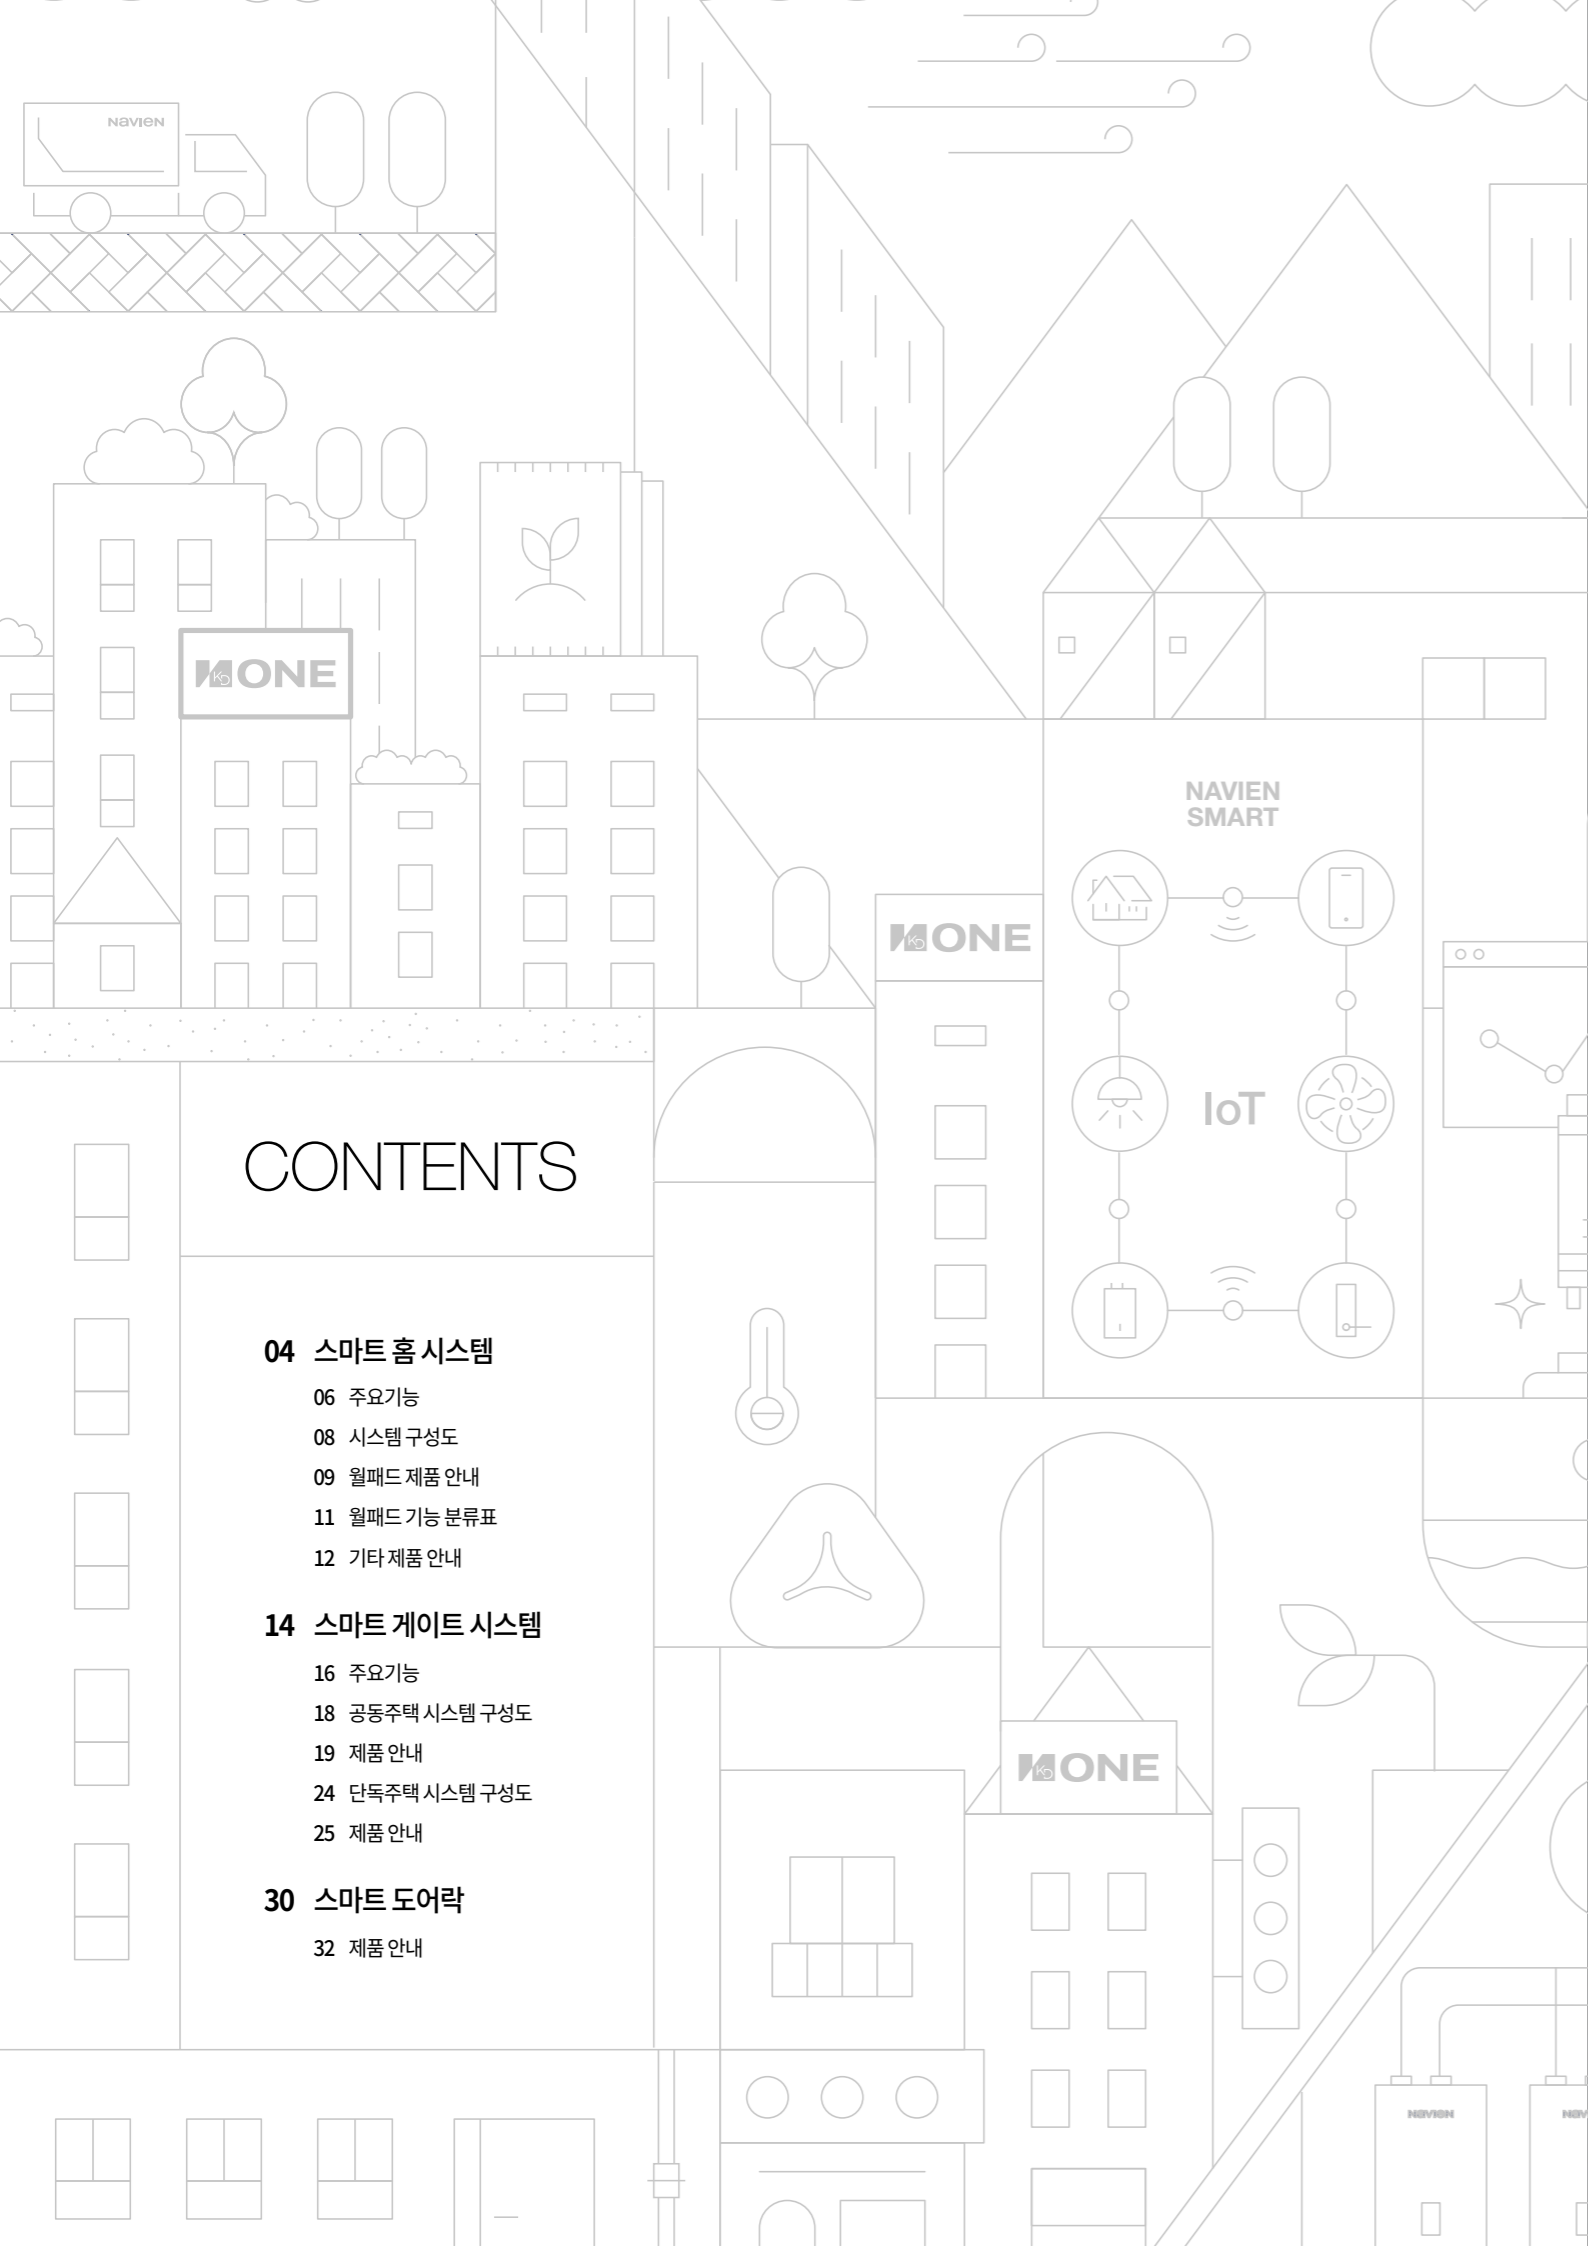 NAVIEN
KD ONE
NAVIEN
SMART
KD ONE
IoT
CONTENTS
04 스마트 홈 시스템
06 주요기능
08 시스템 구성도
09 월패드 제품 안내
11 월패드 기능 분류표
12 기타 제품 안내
14 스마트 게이트 시스템
16 주요기능
18 공동주택 시스템 구성도
19 제품 안내
24 단독주택 시스템 구성도
25 제품 안내
30 스마트 도어락
32 제품 안내
KD ONE
NAVIEN
NAV